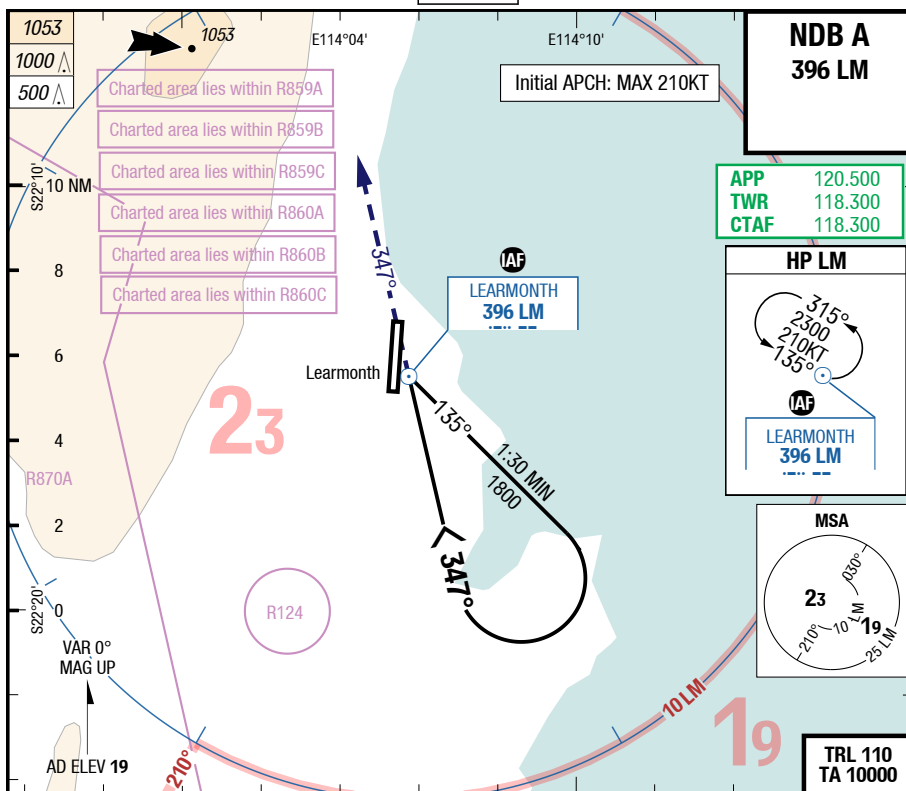 1053
1000
500
1053
E114°04'
E114°10'
Initial APCH: MAX 210KT
NDB A
396 LM
Charted area lies within R859A
Charted area lies within R859B
Charted area lies within R859C
Charted area lies within R860A
Charted area lies within R860B
Charted area lies within R860C
S22°10'
10 NM
8
6
4
2
0
S22°20'
APP 120.500
TWR 118.300
CTAF 118.300
347°
IAF
LEARMONTH
396 LM
Learmonth
23
135°
1:30 MIN
1800
347°
HP LM
315°
2300
210KT
135°
IAF
LEARMONTH
396 LM
R870A
R124
MSA
030°
23
210°
10 LM
19
25 LM
VAR 0°
MAG UP
AD ELEV 19
210°
10 LM
19
TRL 110
TA 10000